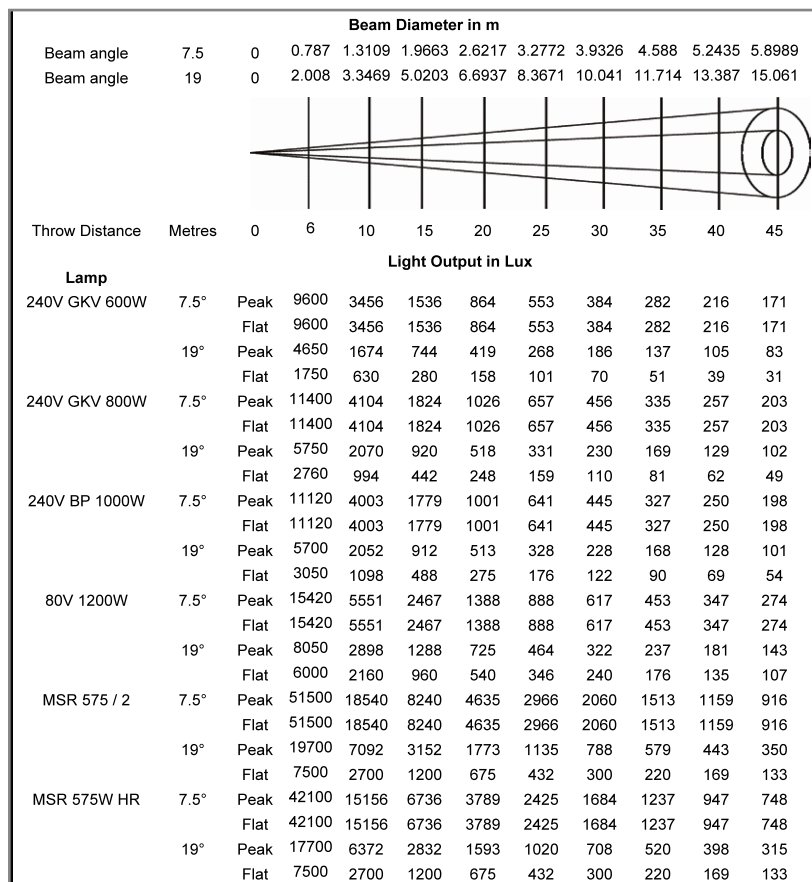 Beam Diameter in m
Beam angle 7.5 0 0.787 1.3109 1.9663 2.6217 3.2772 3.9326 4.588 5.2435 5.8989
Beam angle 19 0 2.008 3.3469 5.0203 6.6937 8.3671 10.041 11.714 13.387 15.061
Throw Distance Metres 0 6 10 15 20 25 30 35 40 45
Light Output in Lux
Lamp
240V GKV 600W 7.5° Peak 9600 3456 1536 864 553 384 282 216 171
Flat 9600 3456 1536 864 553 384 282 216 171
19° Peak 4650 1674 744 419 268 186 137 105 83
Flat 1750 630 280 158 101 70 51 39 31
240V GKV 800W 7.5° Peak 11400 4104 1824 1026 657 456 335 257 203
Flat 11400 4104 1824 1026 657 456 335 257 203
19° Peak 5750 2070 920 518 331 230 169 129 102
Flat 2760 994 442 248 159 110 81 62 49
240V BP 1000W 7.5° Peak 11120 4003 1779 1001 641 445 327 250 198
Flat 11120 4003 1779 1001 641 445 327 250 198
19° Peak 5700 2052 912 513 328 228 168 128 101
Flat 3050 1098 488 275 176 122 90 69 54
80V 1200W 7.5° Peak 15420 5551 2467 1388 888 617 453 347 274
Flat 15420 5551 2467 1388 888 617 453 347 274
19° Peak 8050 2898 1288 725 464 322 237 181 143
Flat 6000 2160 960 540 346 240 176 135 107
MSR 575 / 2 7.5° Peak 51500 18540 8240 4635 2966 2060 1513 1159 916
Flat 51500 18540 8240 4635 2966 2060 1513 1159 916
19° Peak 19700 7092 3152 1773 1135 788 579 443 350
Flat 7500 2700 1200 675 432 300 220 169 133
MSR 575W HR 7.5° Peak 42100 15156 6736 3789 2425 1684 1237 947 748
Flat 42100 15156 6736 3789 2425 1684 1237 947 748
19° Peak 17700 6372 2832 1593 1020 708 520 398 315
Flat 7500 2700 1200 675 432 300 220 169 133